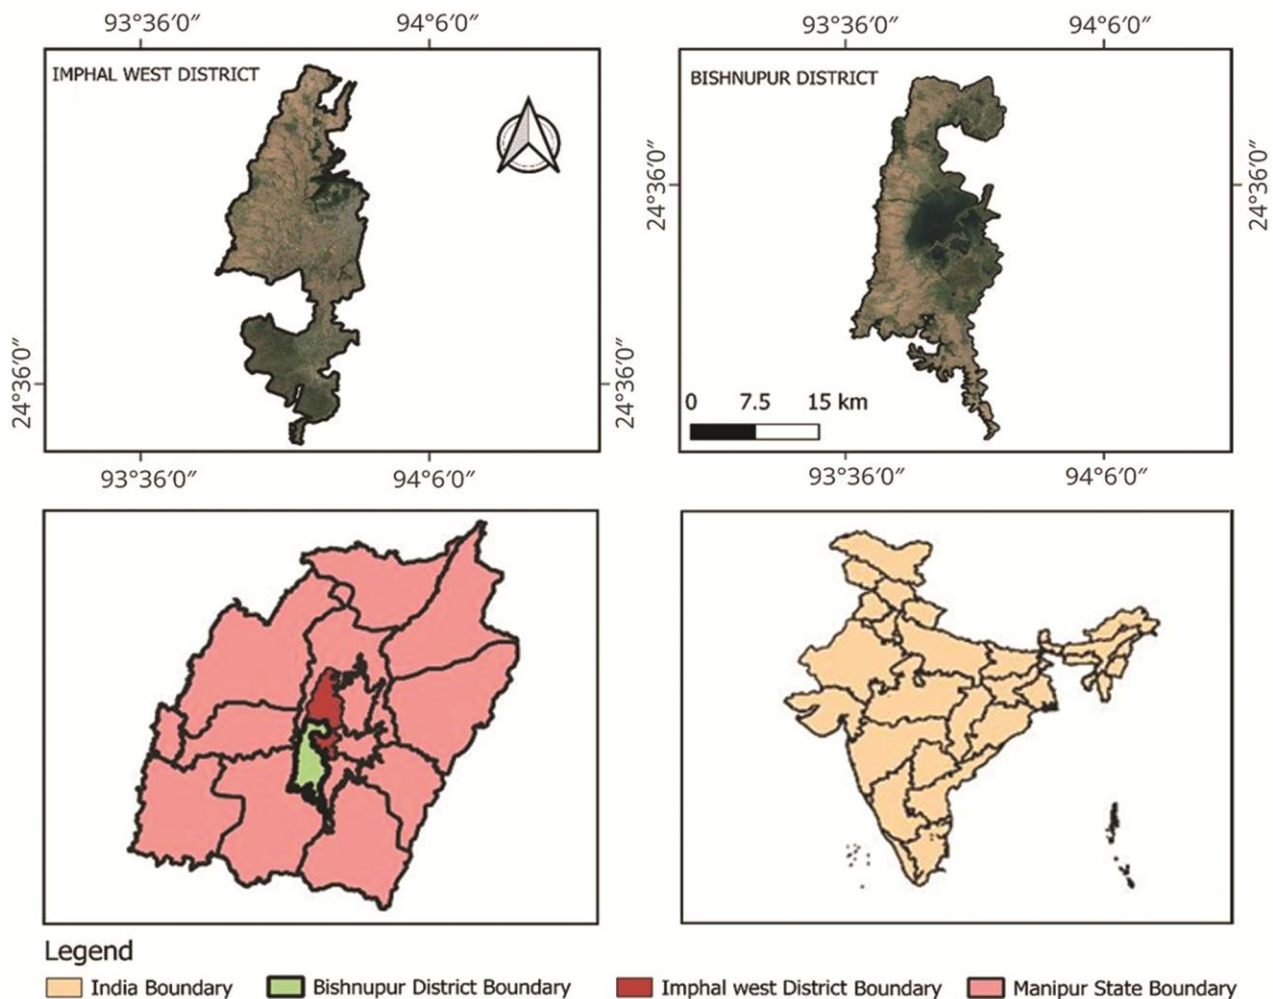 93°36′0″ 94°6′0″ 93°36′0″ 94°6′0″
IMPHAL WEST DISTRICT
BISHNUPUR DISTRICT
24°36′0″ 24°36′0″
24°36′0″ 24°36′0″
0 7.5 15 km
93°36′0″ 94°6′0″ 93°36′0″ 94°6′0″
Legend
India Boundary Bishnupur District Boundary Imphal west District Boundary Manipur State Boundary